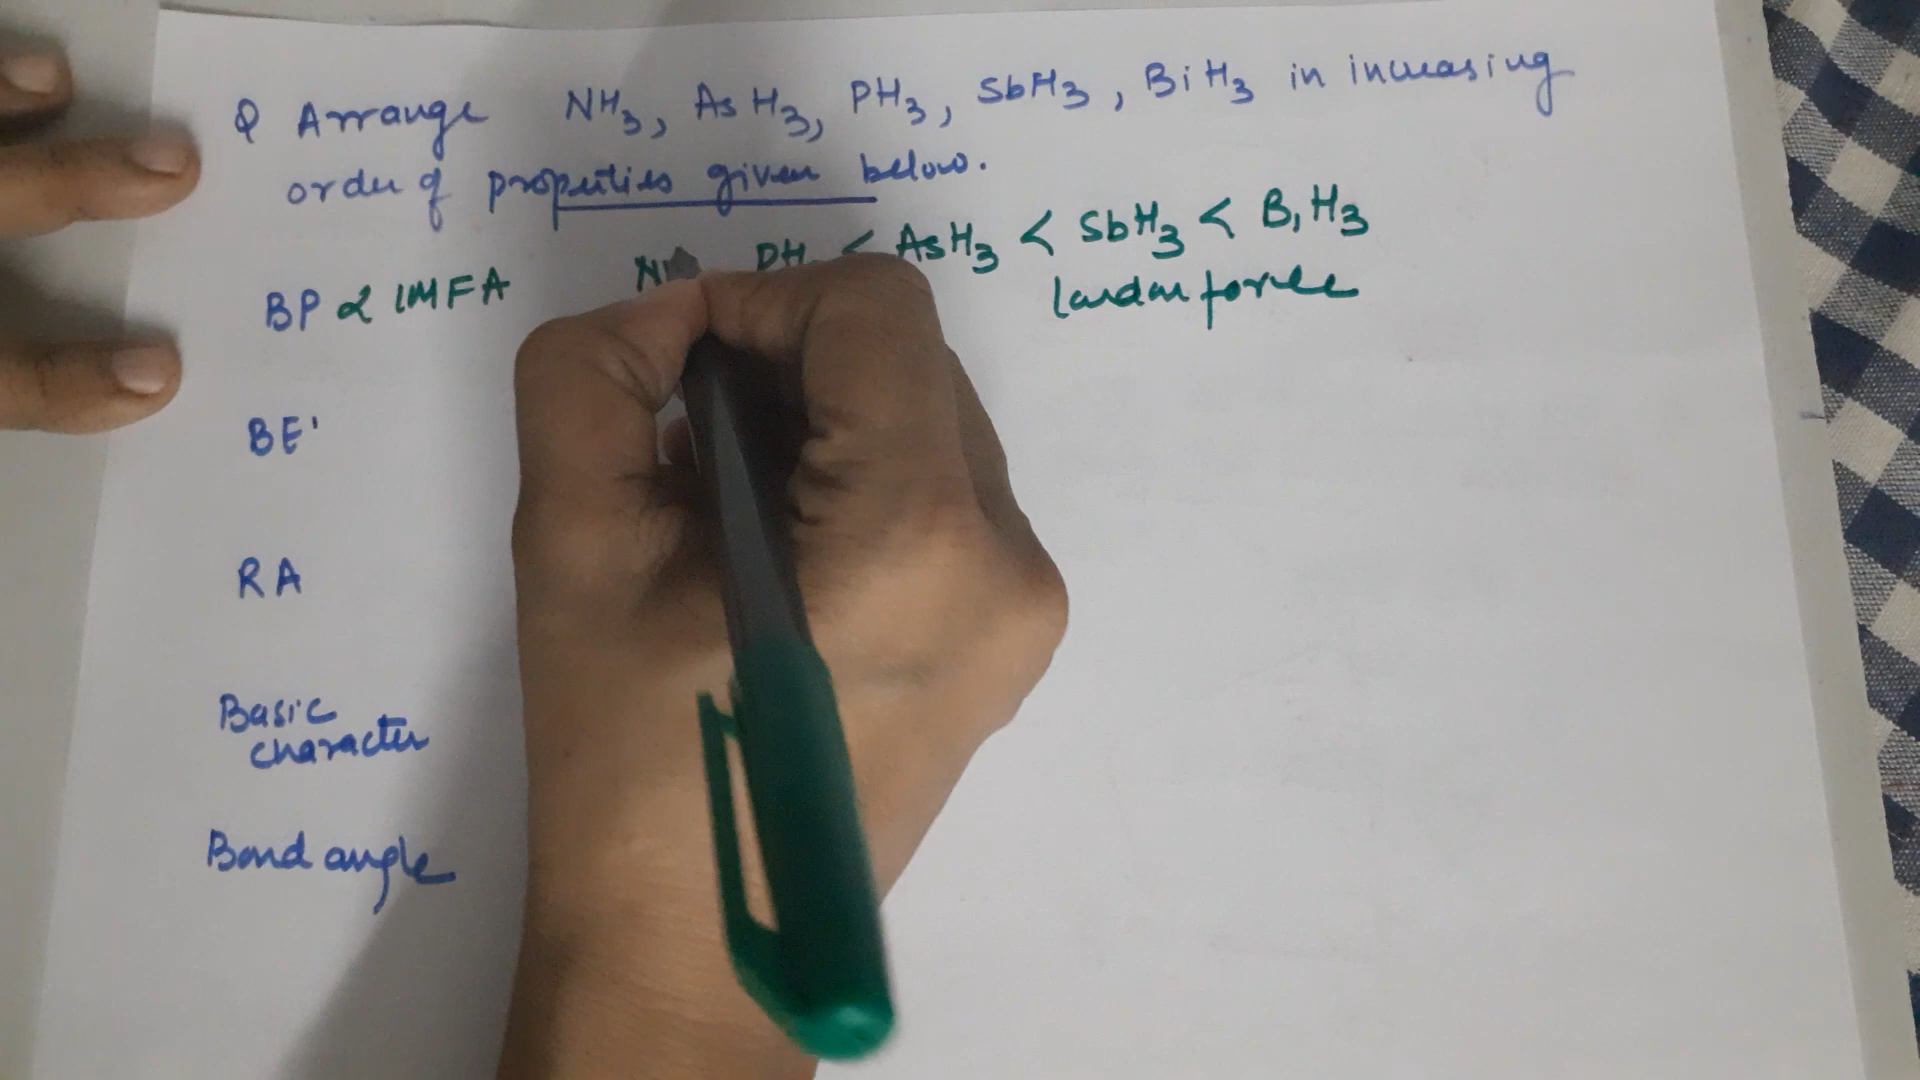 Q Arrange NH3, AsH3, PH3, SbH3, BiH3 in increasing
order of properties given below.
BP ∝ IMFA PH < AsH3 < SbH3 < BiH3
London force
BE'
RA
Basic
character
Bond angle